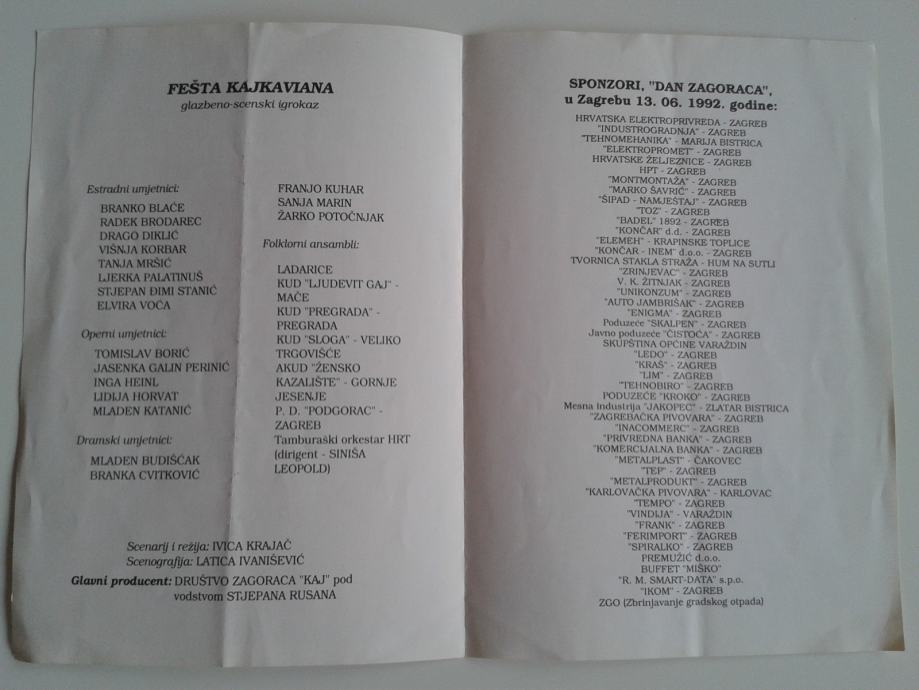 FEŠTA KAJKAVIANA
glazbeno-scenski igrokaz
Estradni umjetnici:
BRANKO BLAĆE
RADEK BRODAREC
DRAGO DIKLIĆ
VIŠNJA KORBAR
TANJA MRŠIĆ
LJERKA PALATINUŠ
STJEPAN ĐIMI STANIĆ
ELVIRA VOĆA
Operni umjetnici:
TOMISLAV BORIĆ
JASENKA GALIN PERINIĆ
INGA HEINL
LIDIJA HORVAT
MLADEN KATANIĆ
Dramski umjetnici:
MLADEN BUDIŠĆAK
BRANKA CVITKOVIĆ
FRANJO KUHAR
SANJA MARIN
ŽARKO POTOČNJAK
Folklorni ansambli:
LADARICE
KUD "LJUDEVIT GAJ" -
MAČE
KUD "PREGRADA" -
PREGRADA
KUD "SLOGA" - VELIKO
TRGOVIŠĆE
AKUD "ŽENSKO
KAZALIŠTE" - GORNJE
JESENJE
P. D. "PODGORAC" -
ZAGREB
Tamburaški orkestar HRT
(dirigent - SINIŠA
LEOPOLD)
Scenarij i režija: IVICA KRAJAČ
Scenografija: LATICA IVANIŠEVIĆ
Glavni producent: DRUŠTVO ZAGORACA "KAJ" pod
vodstvom STJEPANA RUSANA
SPONZORI, "DAN ZAGORACA",
u Zagrebu 13. 06. 1992. godine:
HRVATSKA ELEKTROPRIVREDA - ZAGREB
"INDUSTROGRADNJA" - ZAGREB
"TEHNOMEHANIKA" - MARIJA BISTRICA
"ELEKTROPROMET" - ZAGREB
HRVATSKE ŽELJEZNICE - ZAGREB
HPT - ZAGREB
"MONTMONTAŽA" - ZAGREB
"MARKO ŠAVRIĆ" - ZAGREB
"ŠIPAD - NAMJEŠTAJ" - ZAGREB
"TOZ" - ZAGREB
"BADEL" 1892 - ZAGREB
"KONČAR" d.d. - ZAGREB
"ELEMEH" - KRAPINSKE TOPLICE
"KONČAR - INEM" d.o.o. - ZAGREB
TVORNICA STAKLA STRAŽA - HUM NA SUTLI
"ZRINJEVAC" - ZAGREB
V. K. ŽITNJAK - ZAGREB
"UNIKONZUM" - ZAGREB
"AUTO JAMBRIŠAK" - ZAGREB
"ENIGMA" - ZAGREB
Poduzeće "SKALPEN" - ZAGREB
Javno poduzeće "ČISTOĆA" - ZAGREB
SKUPŠTINA OPĆINE VARAŽDIN
"LEDO" - ZAGREB
"KRAŠ" - ZAGREB
"LIM" - ZAGREB
"TEHNOBIRO" - ZAGREB
PODUZEĆE "KROKO" - ZAGREB
Mesna industrija "JAKOPEC" - ZLATAR BISTRICA
"ZAGREBAČKA PIVOVARA" - ZAGREB
"INACOMMERC" - ZAGREB
"PRIVREDNA BANKA" - ZAGREB
"KOMERCIJALNA BANKA" - ZAGREB
"METALPLAST" - ČAKOVEC
"TEP" - ZAGREB
"METALPRODUKT" - ZAGREB
"KARLOVAČKA PIVOVARA" - KARLOVAC
"TEMPO" - ZAGREB
"VINDIJA" - VARAŽDIN
"FRANK" - ZAGREB
"FERIMPORT" - ZAGREB
"SPIRALKO" - ZAGREB
PREMUŽIĆ d.o.o.
BUFFET "MIŠKO"
"R. M. SMART-DATA" s.p.o.
"IKOM" - ZAGREB
ZGO (Zbrinjavanje gradskog otpada)